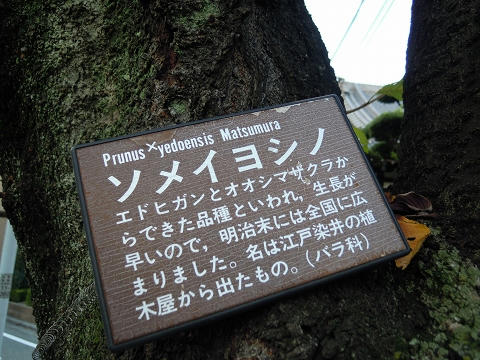 Prunus×yedoensis Matsumura
ソメイヨシノ
エドヒガンとオオシマザクラか
らできた品種といわれ，生長が
早いので，明治末には全国に広
まりました。名は江戸染井の植
木屋から出たもの。（バラ科）